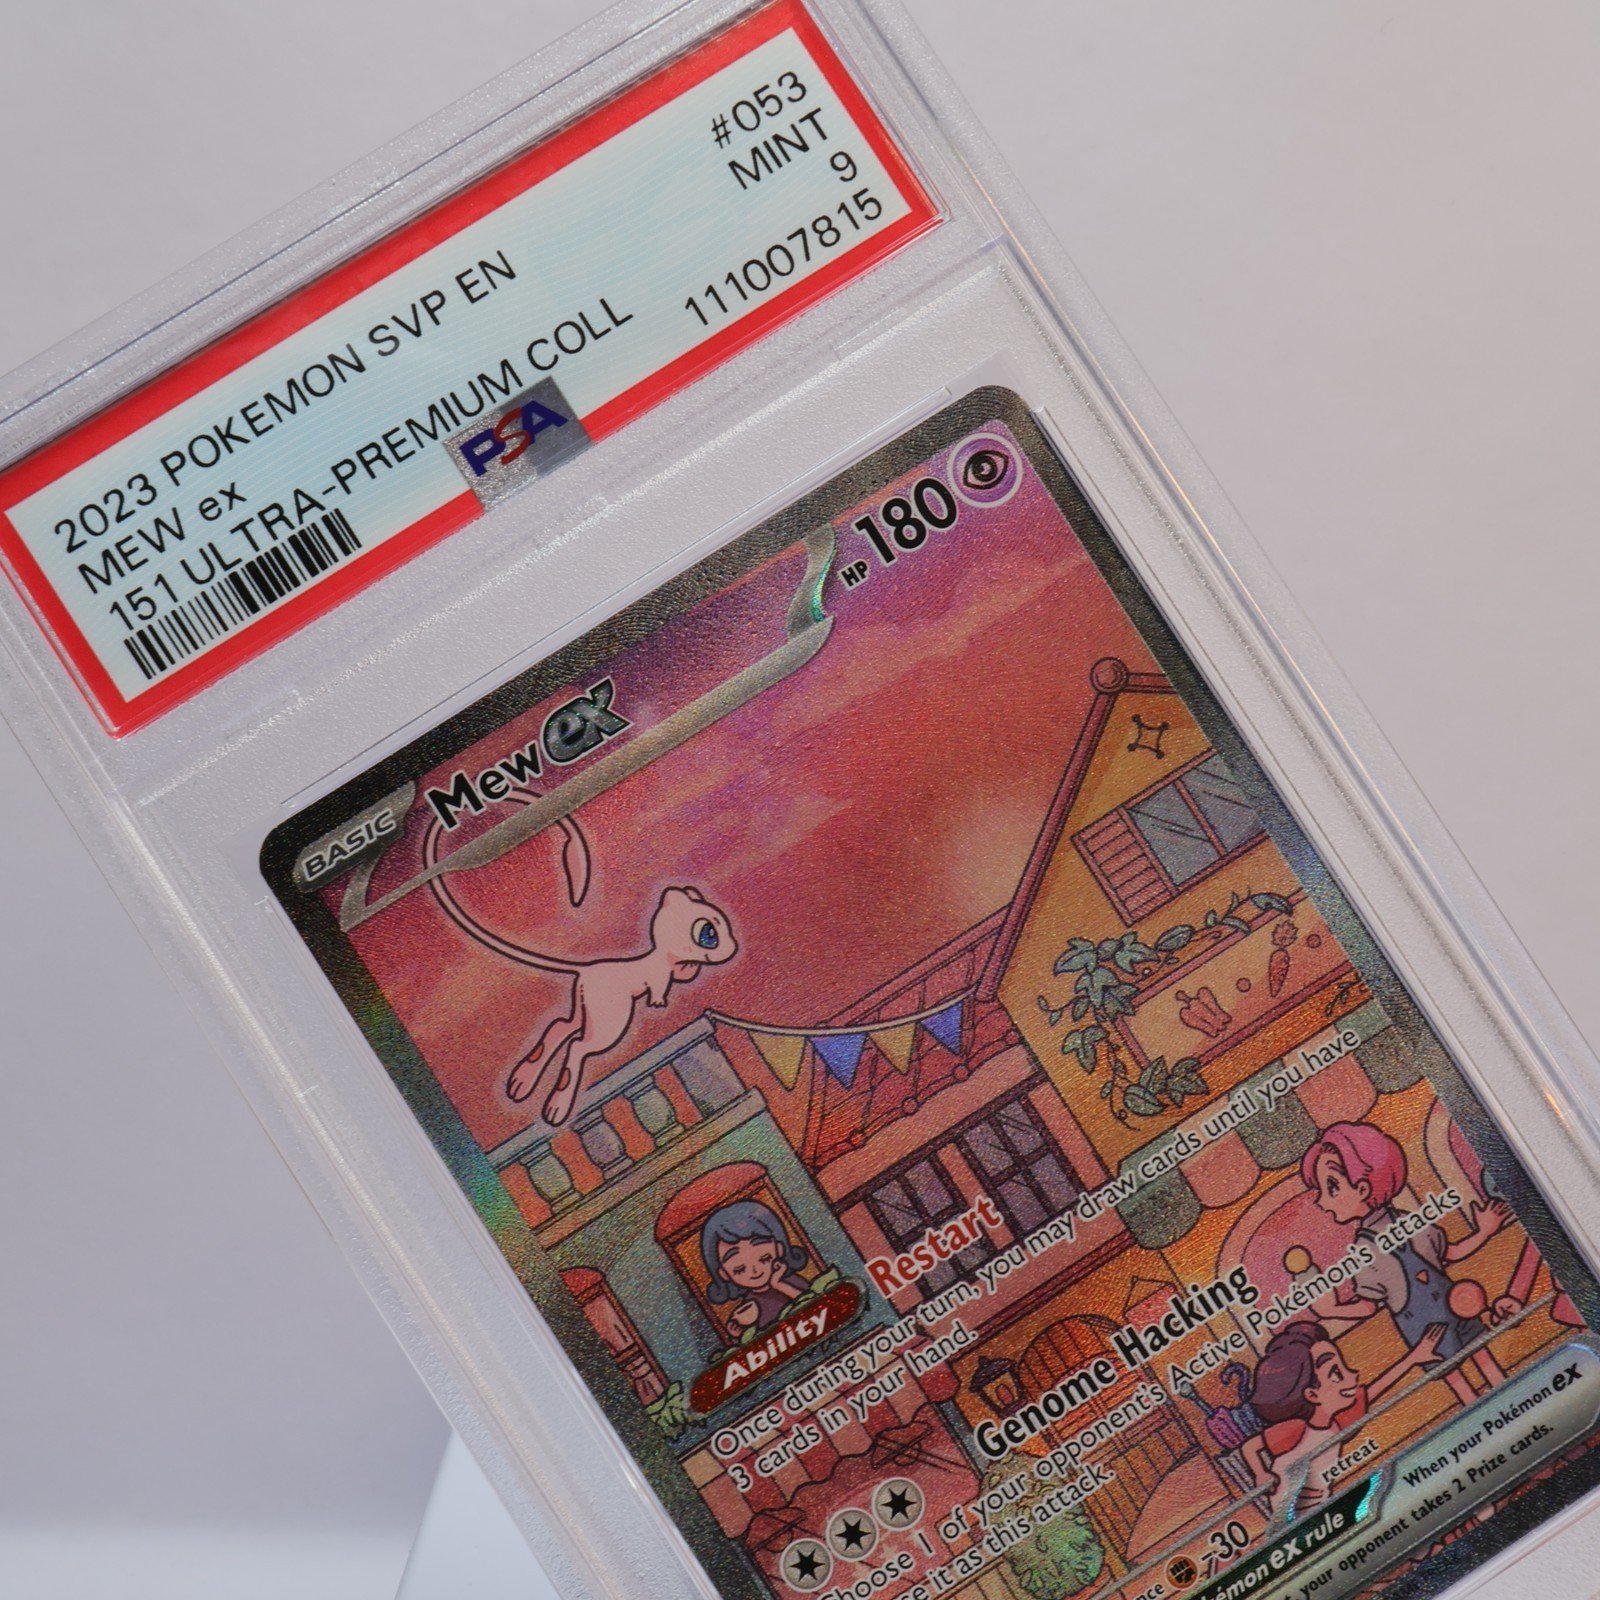 2023 POKEMON SVP EN #053
MEW ex MINT
151 ULTRA-PREMIUM COLL 9
111007815
PSA
BASIC Mew ex HP 180
Ability Restart
Once during your turn, you may draw cards until you have
3 cards in your hand.
Genome Hacking
Choose 1 of your opponent's Active Pokémon's attacks
it as this attack.
-30
retreat
ex rule When your Pokémon ex
your opponent takes 2 Prize cards.